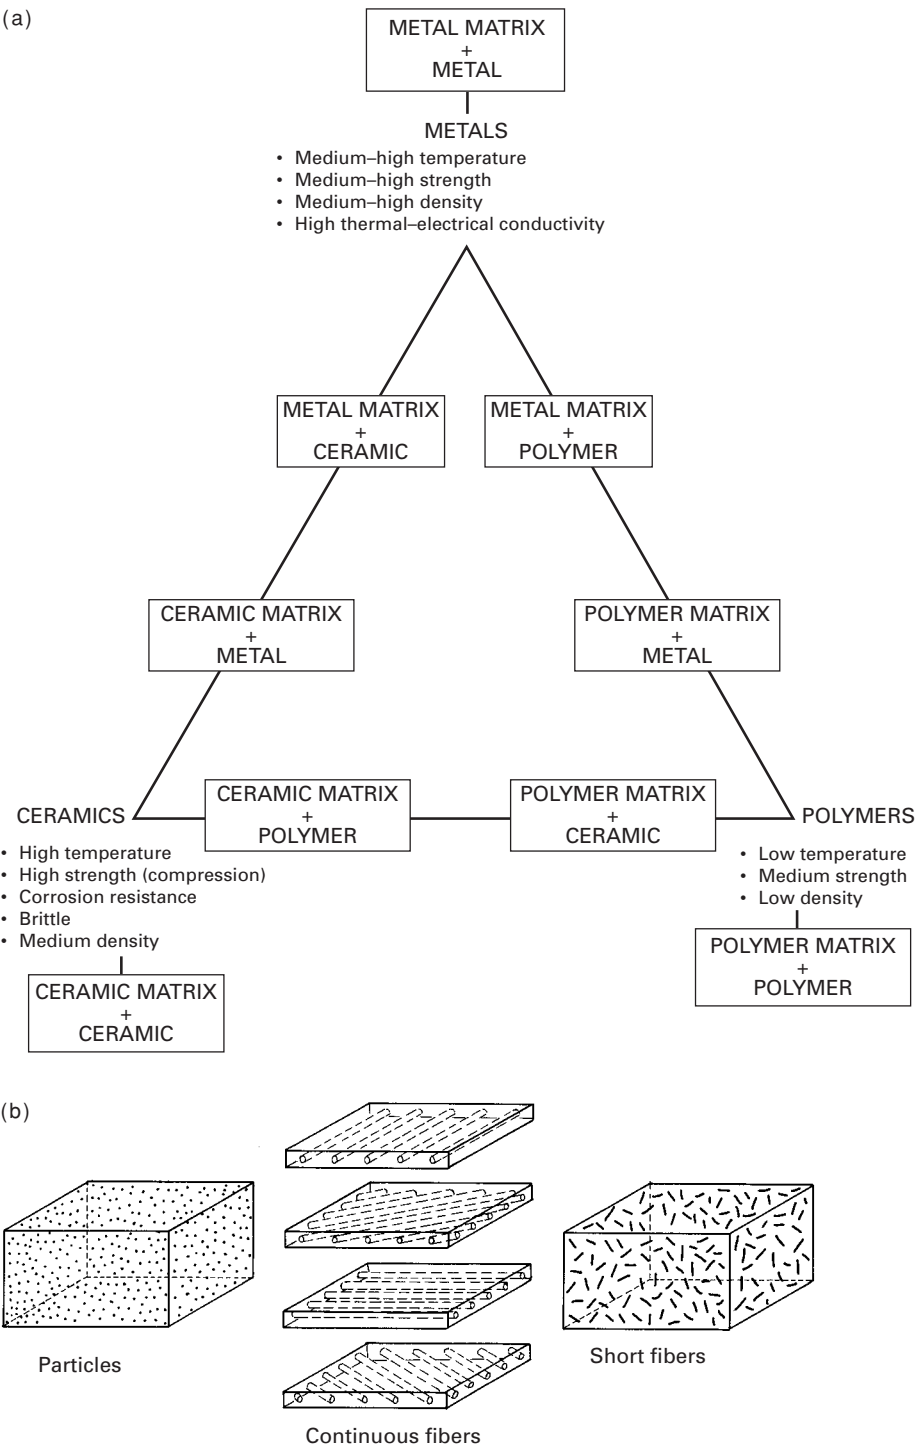 (a)
METAL MATRIX
+
METAL
METALS
• Medium–high temperature
• Medium–high strength
• Medium–high density
• High thermal–electrical conductivity
METAL MATRIX
+
CERAMIC
METAL MATRIX
+
POLYMER
CERAMIC MATRIX
+
METAL
POLYMER MATRIX
+
METAL
CERAMICS
CERAMIC MATRIX
+
POLYMER
POLYMER MATRIX
+
CERAMIC
POLYMERS
• High temperature
• High strength (compression)
• Corrosion resistance
• Brittle
• Medium density
CERAMIC MATRIX
+
CERAMIC
• Low temperature
• Medium strength
• Low density
POLYMER MATRIX
+
POLYMER
(b)
Particles
Continuous fibers
Short fibers